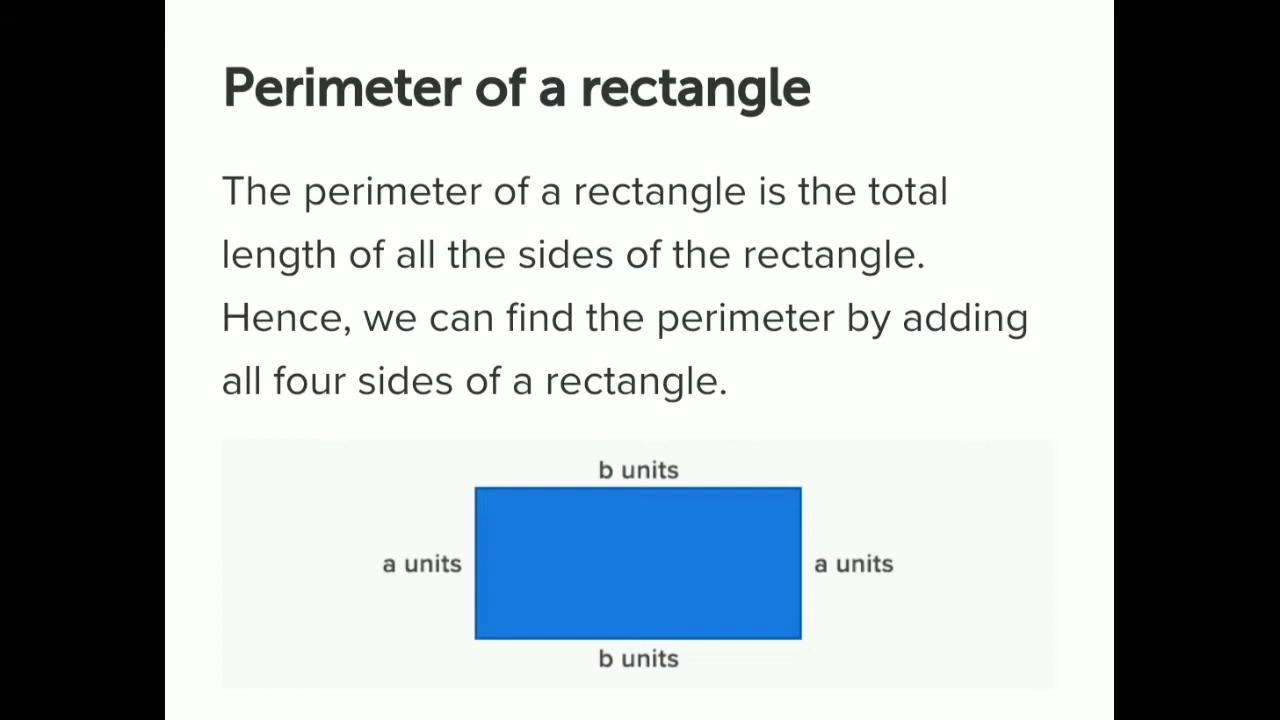 Perimeter of a rectangle
The perimeter of a rectangle is the total
length of all the sides of the rectangle.
Hence, we can find the perimeter by adding
all four sides of a rectangle.
b units
a units
a units
b units